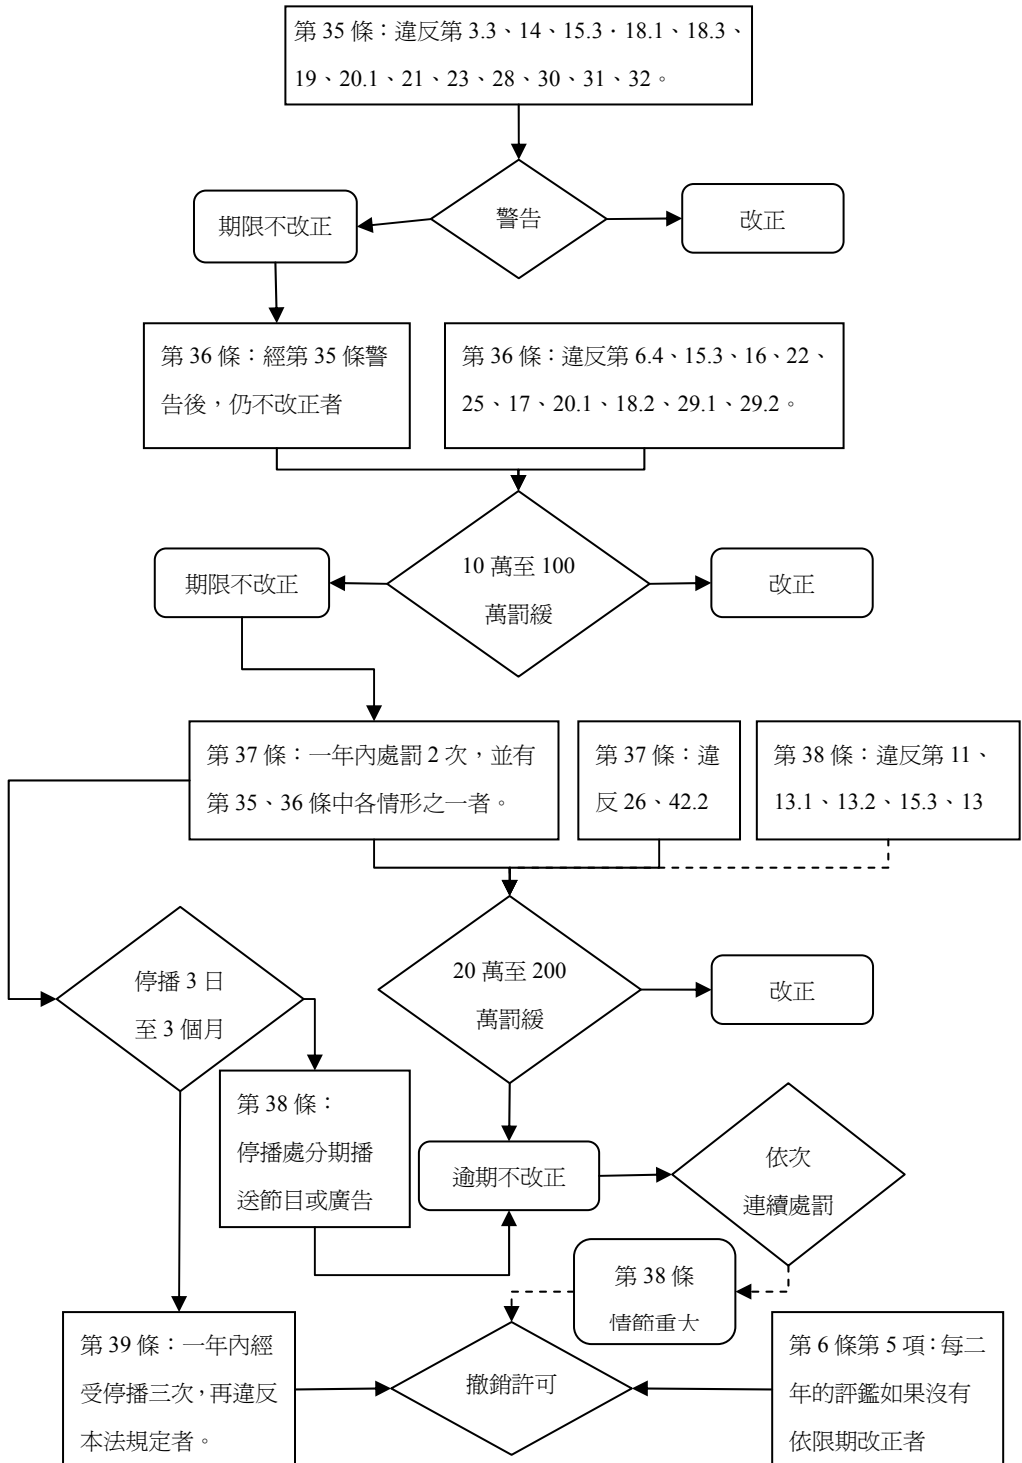 第 35 條：違反第 3.3、14、15.3．18.1、18.3、
19、20.1、21、23、28、30、31、32。
警告
期限不改正
改正
第 36 條：經第 35 條警
告後，仍不改正者
第 36 條：違反第 6.4、15.3、16、22、
25、17、20.1、18.2、29.1、29.2。
10 萬至 100
萬罰緩
期限不改正
改正
第 37 條：一年內處罰 2 次，並有
第 35、36 條中各情形之一者。
第 37 條：違
反 26、42.2
第 38 條：違反第 11、
13.1、13.2、15.3、13
停播 3 日
至 3 個月
20 萬至 200
萬罰緩
改正
第 38 條：
停播處分期播
送節目或廣告
逾期不改正
依次
連續處罰
第 38 條
情節重大
第 39 條：一年內經
受停播三次，再違反
本法規定者。
撤銷許可
第 6 條第 5 項：每二
年的評鑑如果沒有
依限期改正者